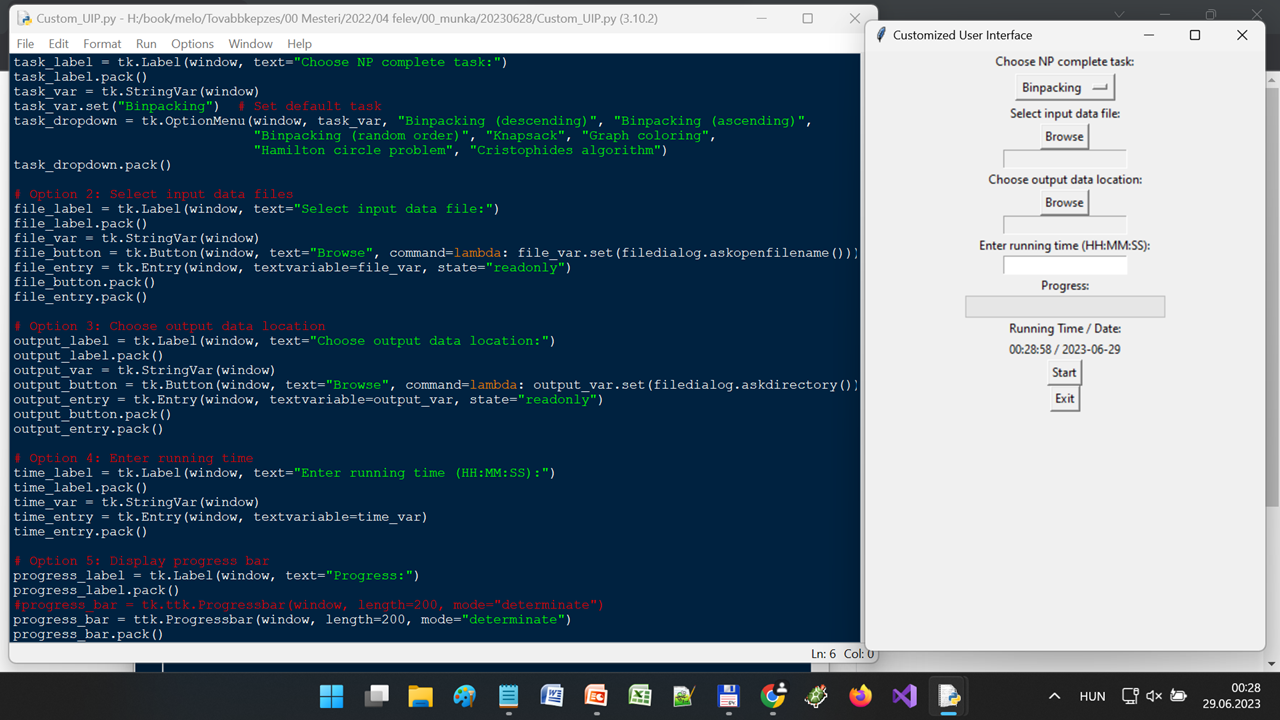 Custom_UIP.py - H:/book/melo/Tovabbkepzes/00 Mesteri/2022/04 felev/00_munka/20230628/Custom_UIP.py (3.10.2)
File Edit Format Run Options Window Help
task_label = tk.Label(window, text="Choose NP complete task:")
task_label.pack()
task_var = tk.StringVar(window)
task_var.set("Binpacking")  # Set default task
task_dropdown = tk.OptionMenu(window, task_var, "Binpacking (descending)", "Binpacking (ascending)",
"Binpacking (random order)", "Knapsack", "Graph coloring",
"Hamilton circle problem", "Cristophides algorithm")
task_dropdown.pack()
# Option 2: Select input data files
file_label = tk.Label(window, text="Select input data file:")
file_label.pack()
file_var = tk.StringVar(window)
file_button = tk.Button(window, text="Browse", command=lambda: file_var.set(filedialog.askopenfilename()))
file_entry = tk.Entry(window, textvariable=file_var, state="readonly")
file_button.pack()
file_entry.pack()
# Option 3: Choose output data location
output_label = tk.Label(window, text="Choose output data location:")
output_label.pack()
output_var = tk.StringVar(window)
output_button = tk.Button(window, text="Browse", command=lambda: output_var.set(filedialog.askdirectory())
output_entry = tk.Entry(window, textvariable=output_var, state="readonly")
output_button.pack()
output_entry.pack()
# Option 4: Enter running time
time_label = tk.Label(window, text="Enter running time (HH:MM:SS):")
time_label.pack()
time_var = tk.StringVar(window)
time_entry = tk.Entry(window, textvariable=time_var)
time_entry.pack()
# Option 5: Display progress bar
progress_label = tk.Label(window, text="Progress:")
progress_label.pack()
#progress_bar = tk.ttk.Progressbar(window, length=200, mode="determinate")
progress_bar = ttk.Progressbar(window, length=200, mode="determinate")
progress_bar.pack()
Ln: 6 Col: 0
Customized User Interface
Choose NP complete task:
Binpacking
Select input data file:
Browse
Choose output data location:
Browse
Enter running time (HH:MM:SS):
Progress:
Running Time / Date:
00:28:58 / 2023-06-29
Start
Exit
HUN
00:28
29.06.2023